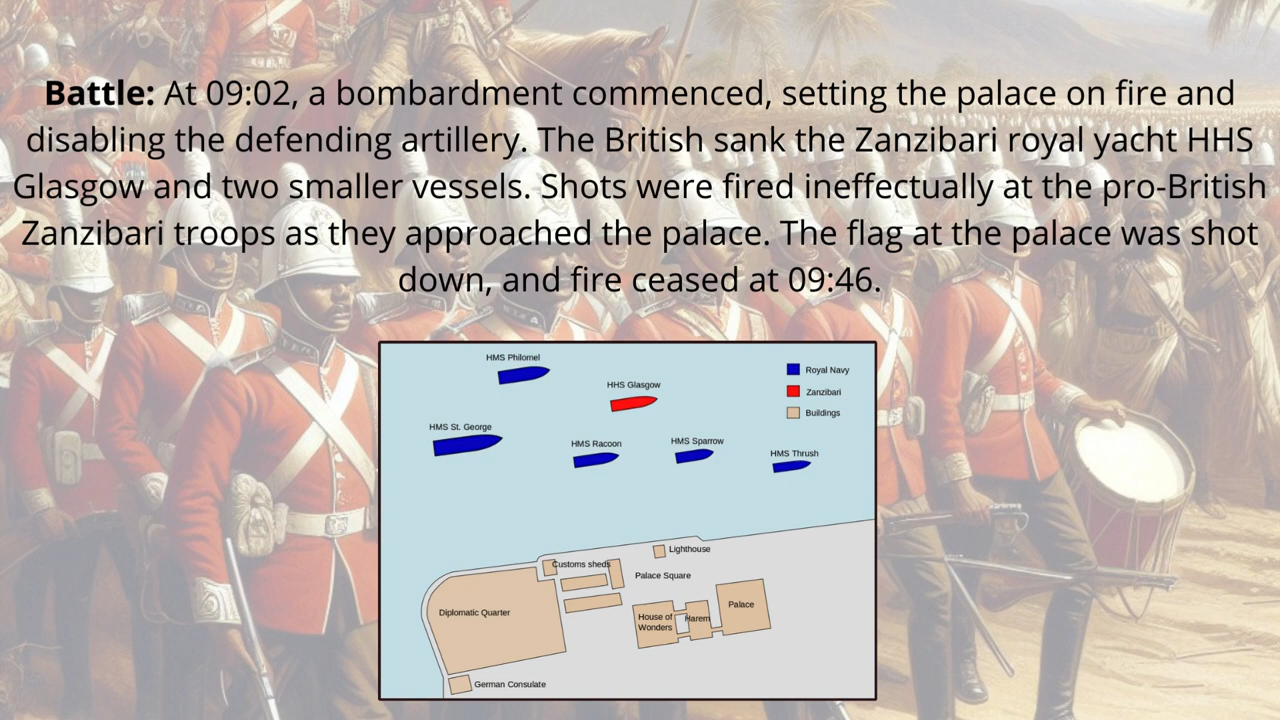 Battle: At 09:02, a bombardment commenced, setting the palace on fire and
disabling the defending artillery. The British sank the Zanzibari royal yacht HHS
Glasgow and two smaller vessels. Shots were fired ineffectually at the pro-British
Zanzibari troops as they approached the palace. The flag at the palace was shot
down, and fire ceased at 09:46.
HMS Philomel
HHS Glasgow
HMS St. George
HMS Racoon
HMS Sparrow
HMS Thrush
Royal Navy
Zanzibari
Buildings
Lighthouse
Customs sheds
Palace Square
Diplomatic Quarter
House of
Wonders
Harem
Palace
German Consulate